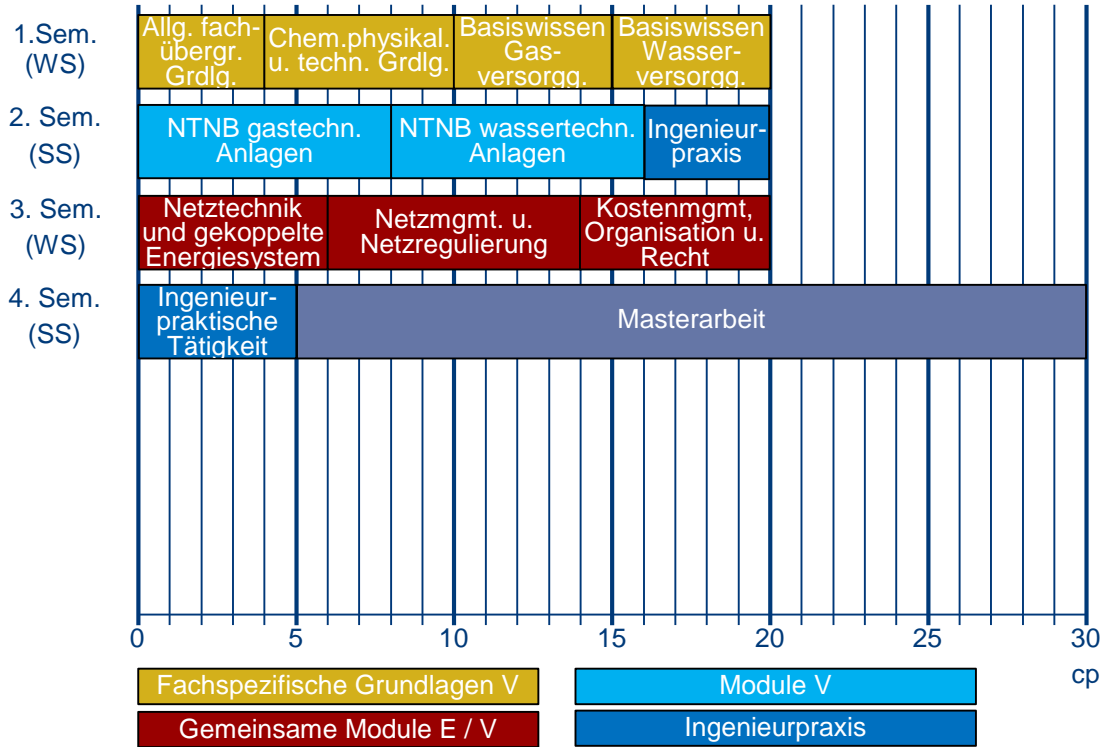 1.Sem.
(WS)
Allg. fach-
übergr.
Grdlg.
Chem.physikal.
u. techn. Grdlg.
Basiswissen
Gas-
versorgg.
Basiswissen
Wasser-
versorgg.
2. Sem.
(SS)
NTNB gastechn.
Anlagen
NTNB wassertechn.
Anlagen
Ingenieur-
praxis
3. Sem.
(WS)
Netztechnik
und gekoppelte
Energiesystem
Netzmgmt. u.
Netzregulierung
Kostenmgmt,
Organisation u.
Recht
4. Sem.
(SS)
Ingenieur-
praktische
Tätigkeit
Masterarbeit
0 5 10 15 20 25 30
cp
Fachspezifische Grundlagen V
Module V
Gemeinsame Module E / V
Ingenieurpraxis